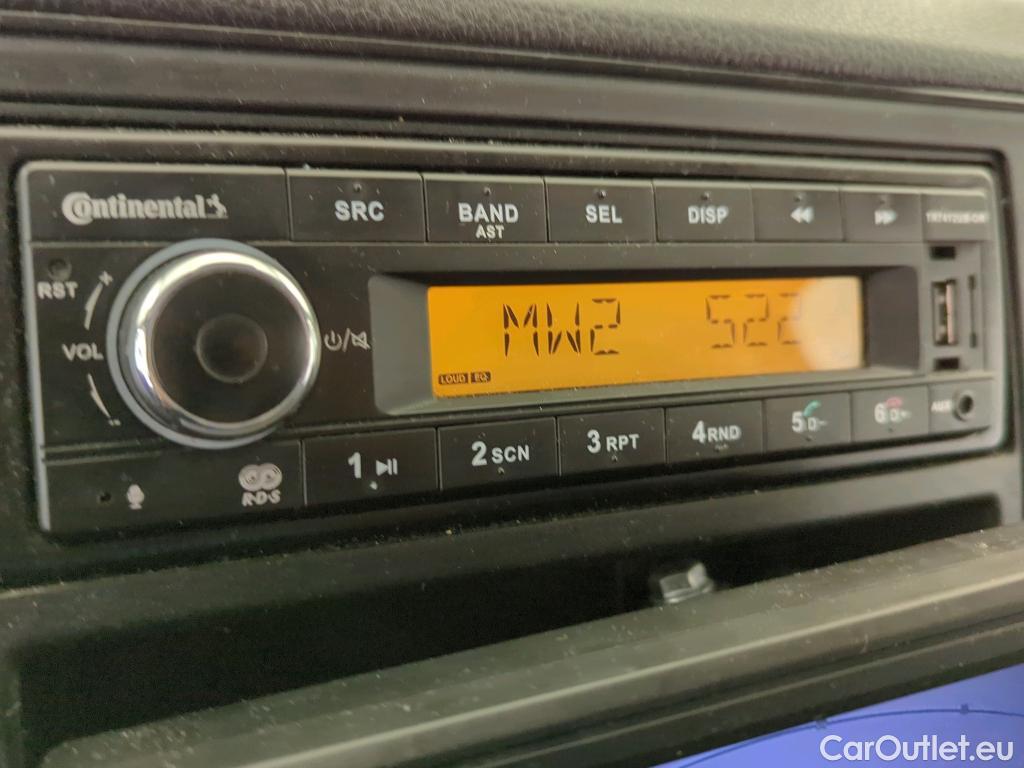 Continental SRC BAND AST SEL DISP
RST
VOL
MW2 522
LOUD EQ
AUX
R·D·S 1 2 SCN 3 RPT 4 RND 5 6
CarOutlet.eu